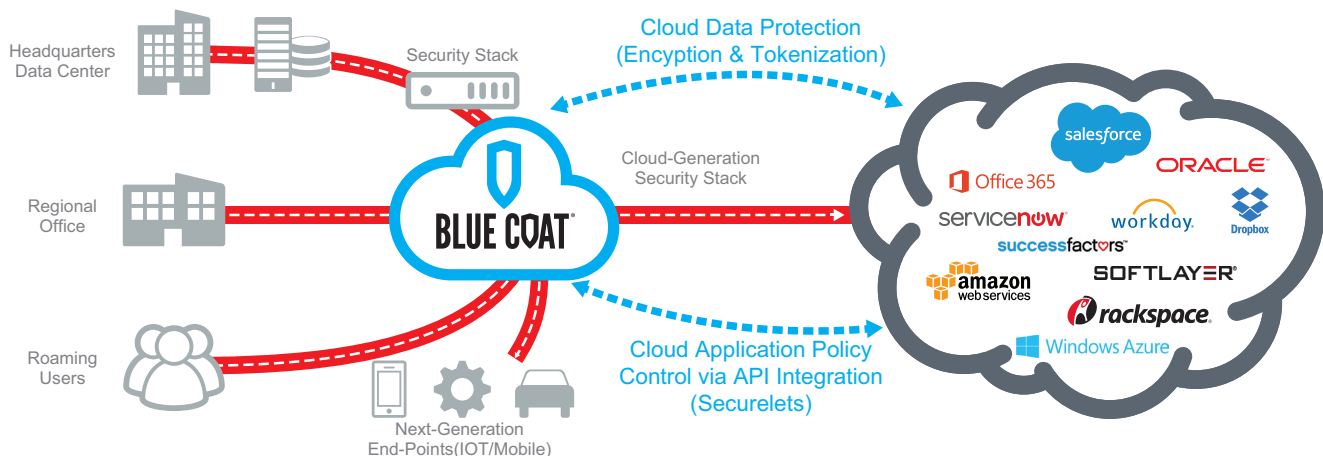 Headquarters
Data Center
Security Stack
Cloud Data Protection
(Encyption & Tokenization)
Regional
Office
BLUE COAT®
Cloud-Generation
Security Stack
salesforce
ORACLE™
Office 365
servicenow®
workday.
Dropbox
successfactors™
amazon
web services
SOFTLAYER®
rackspace®
Windows Azure
Roaming
Users
Next-Generation
End-Points(IOT/Mobile)
Cloud Application Policy
Control via API Integration
(Securelets)